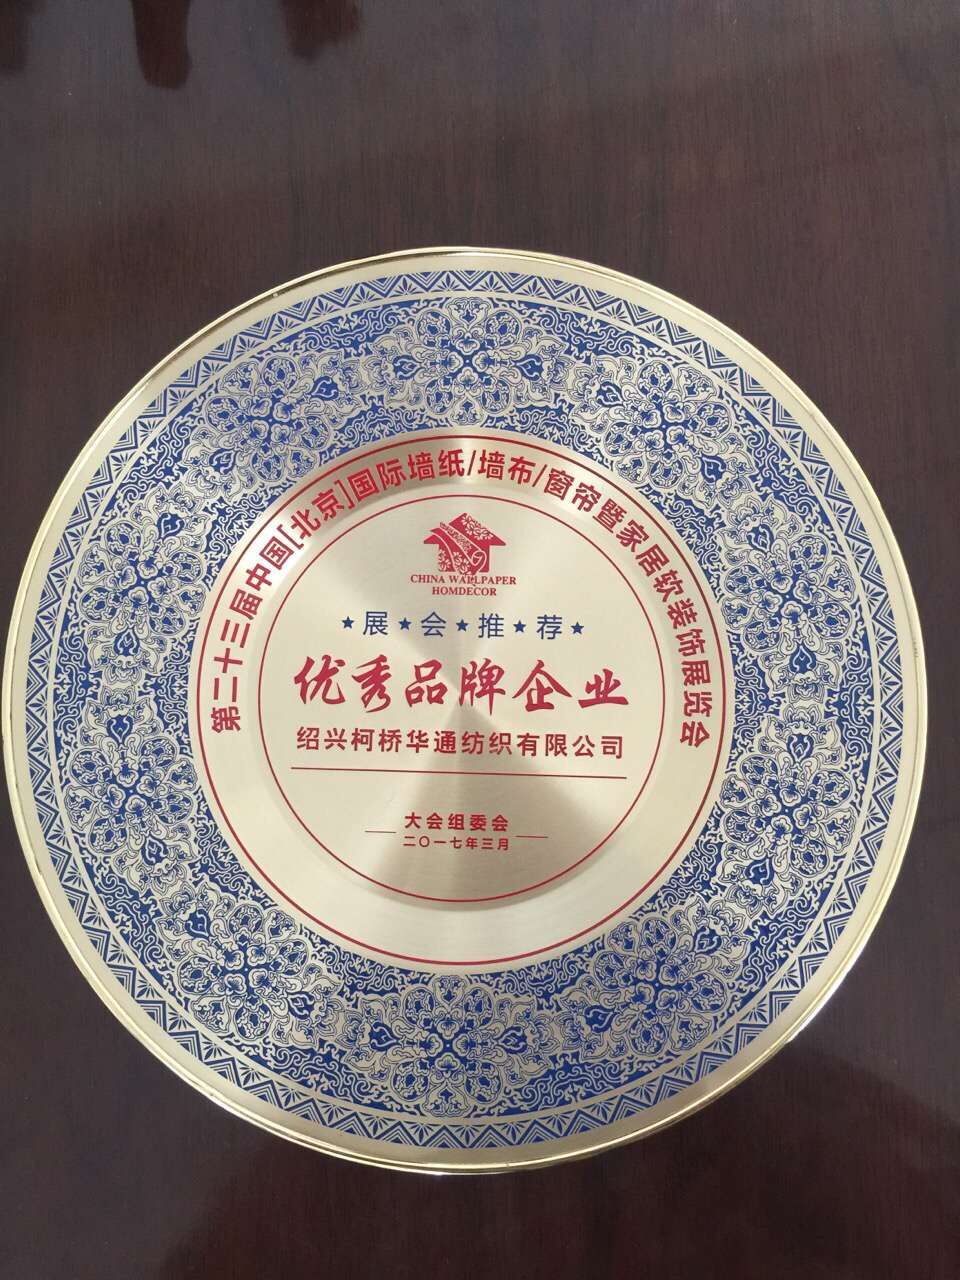 第二十三届中国[北京]国际墙纸/墙布/窗帘暨家居软装饰展览会
CHINA WALLPAPER
HOMDECOR
★展★会★推★荐★
优秀品牌企业
绍兴柯桥华通纺织有限公司
大会组委会
二〇一七年三月